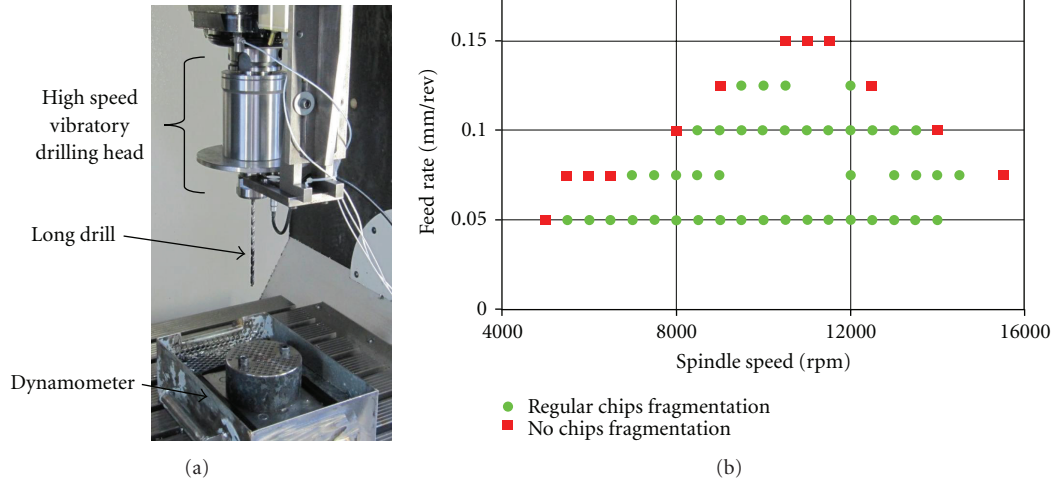 High speed
vibratory
drilling head
Long drill
Dynamometer
(a)
Feed rate (mm/rev)
0.15
0.1
0.05
0
4000 8000 12000 16000
Spindle speed (rpm)
Regular chips fragmentation
No chips fragmentation
(b)